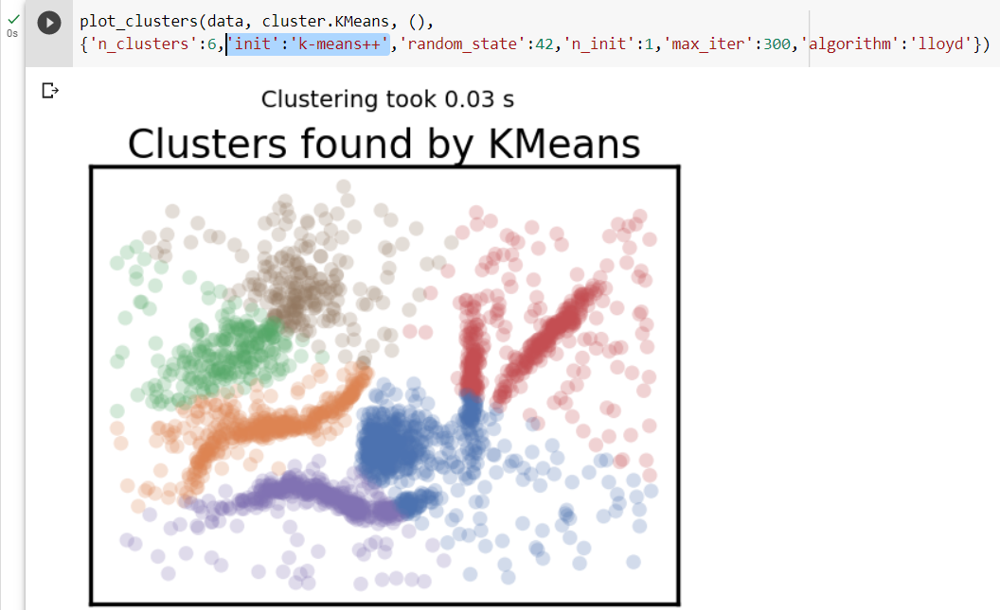 plot_clusters(data, cluster.KMeans, (),
{'n_clusters':6,'init':'k-means++','random_state':42,'n_init':1,'max_iter':300,'algorithm':'lloyd'})
0s
Clustering took 0.03 s
Clusters found by KMeans